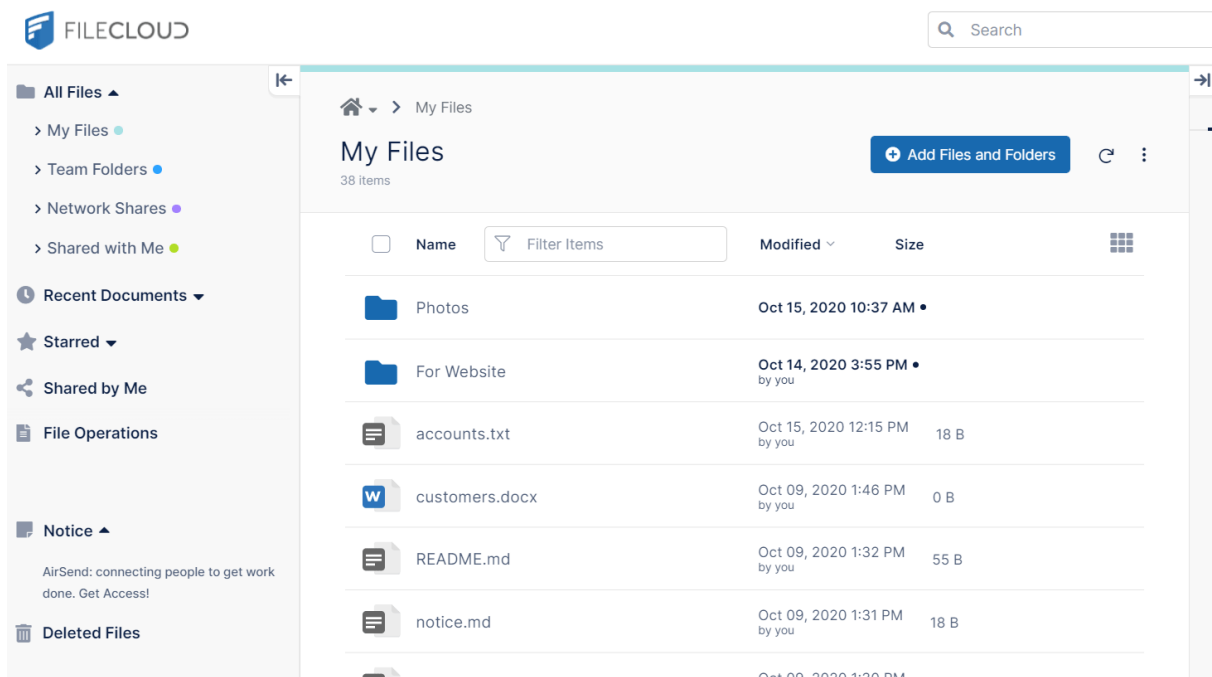 FILECLOUD
Search
All Files
My Files
Team Folders
Network Shares
Shared with Me
Recent Documents
Starred
Shared by Me
File Operations
Notice
AirSend: connecting people to get work
done. Get Access!
Deleted Files
My Files
My Files
38 items
Add Files and Folders
Name Filter Items Modified Size
Photos Oct 15, 2020 10:37 AM
For Website Oct 14, 2020 3:55 PM
by you
accounts.txt Oct 15, 2020 12:15 PM 18 B
by you
customers.docx Oct 09, 2020 1:46 PM 0 B
by you
README.md Oct 09, 2020 1:32 PM 55 B
by you
notice.md Oct 09, 2020 1:31 PM 18 B
by you